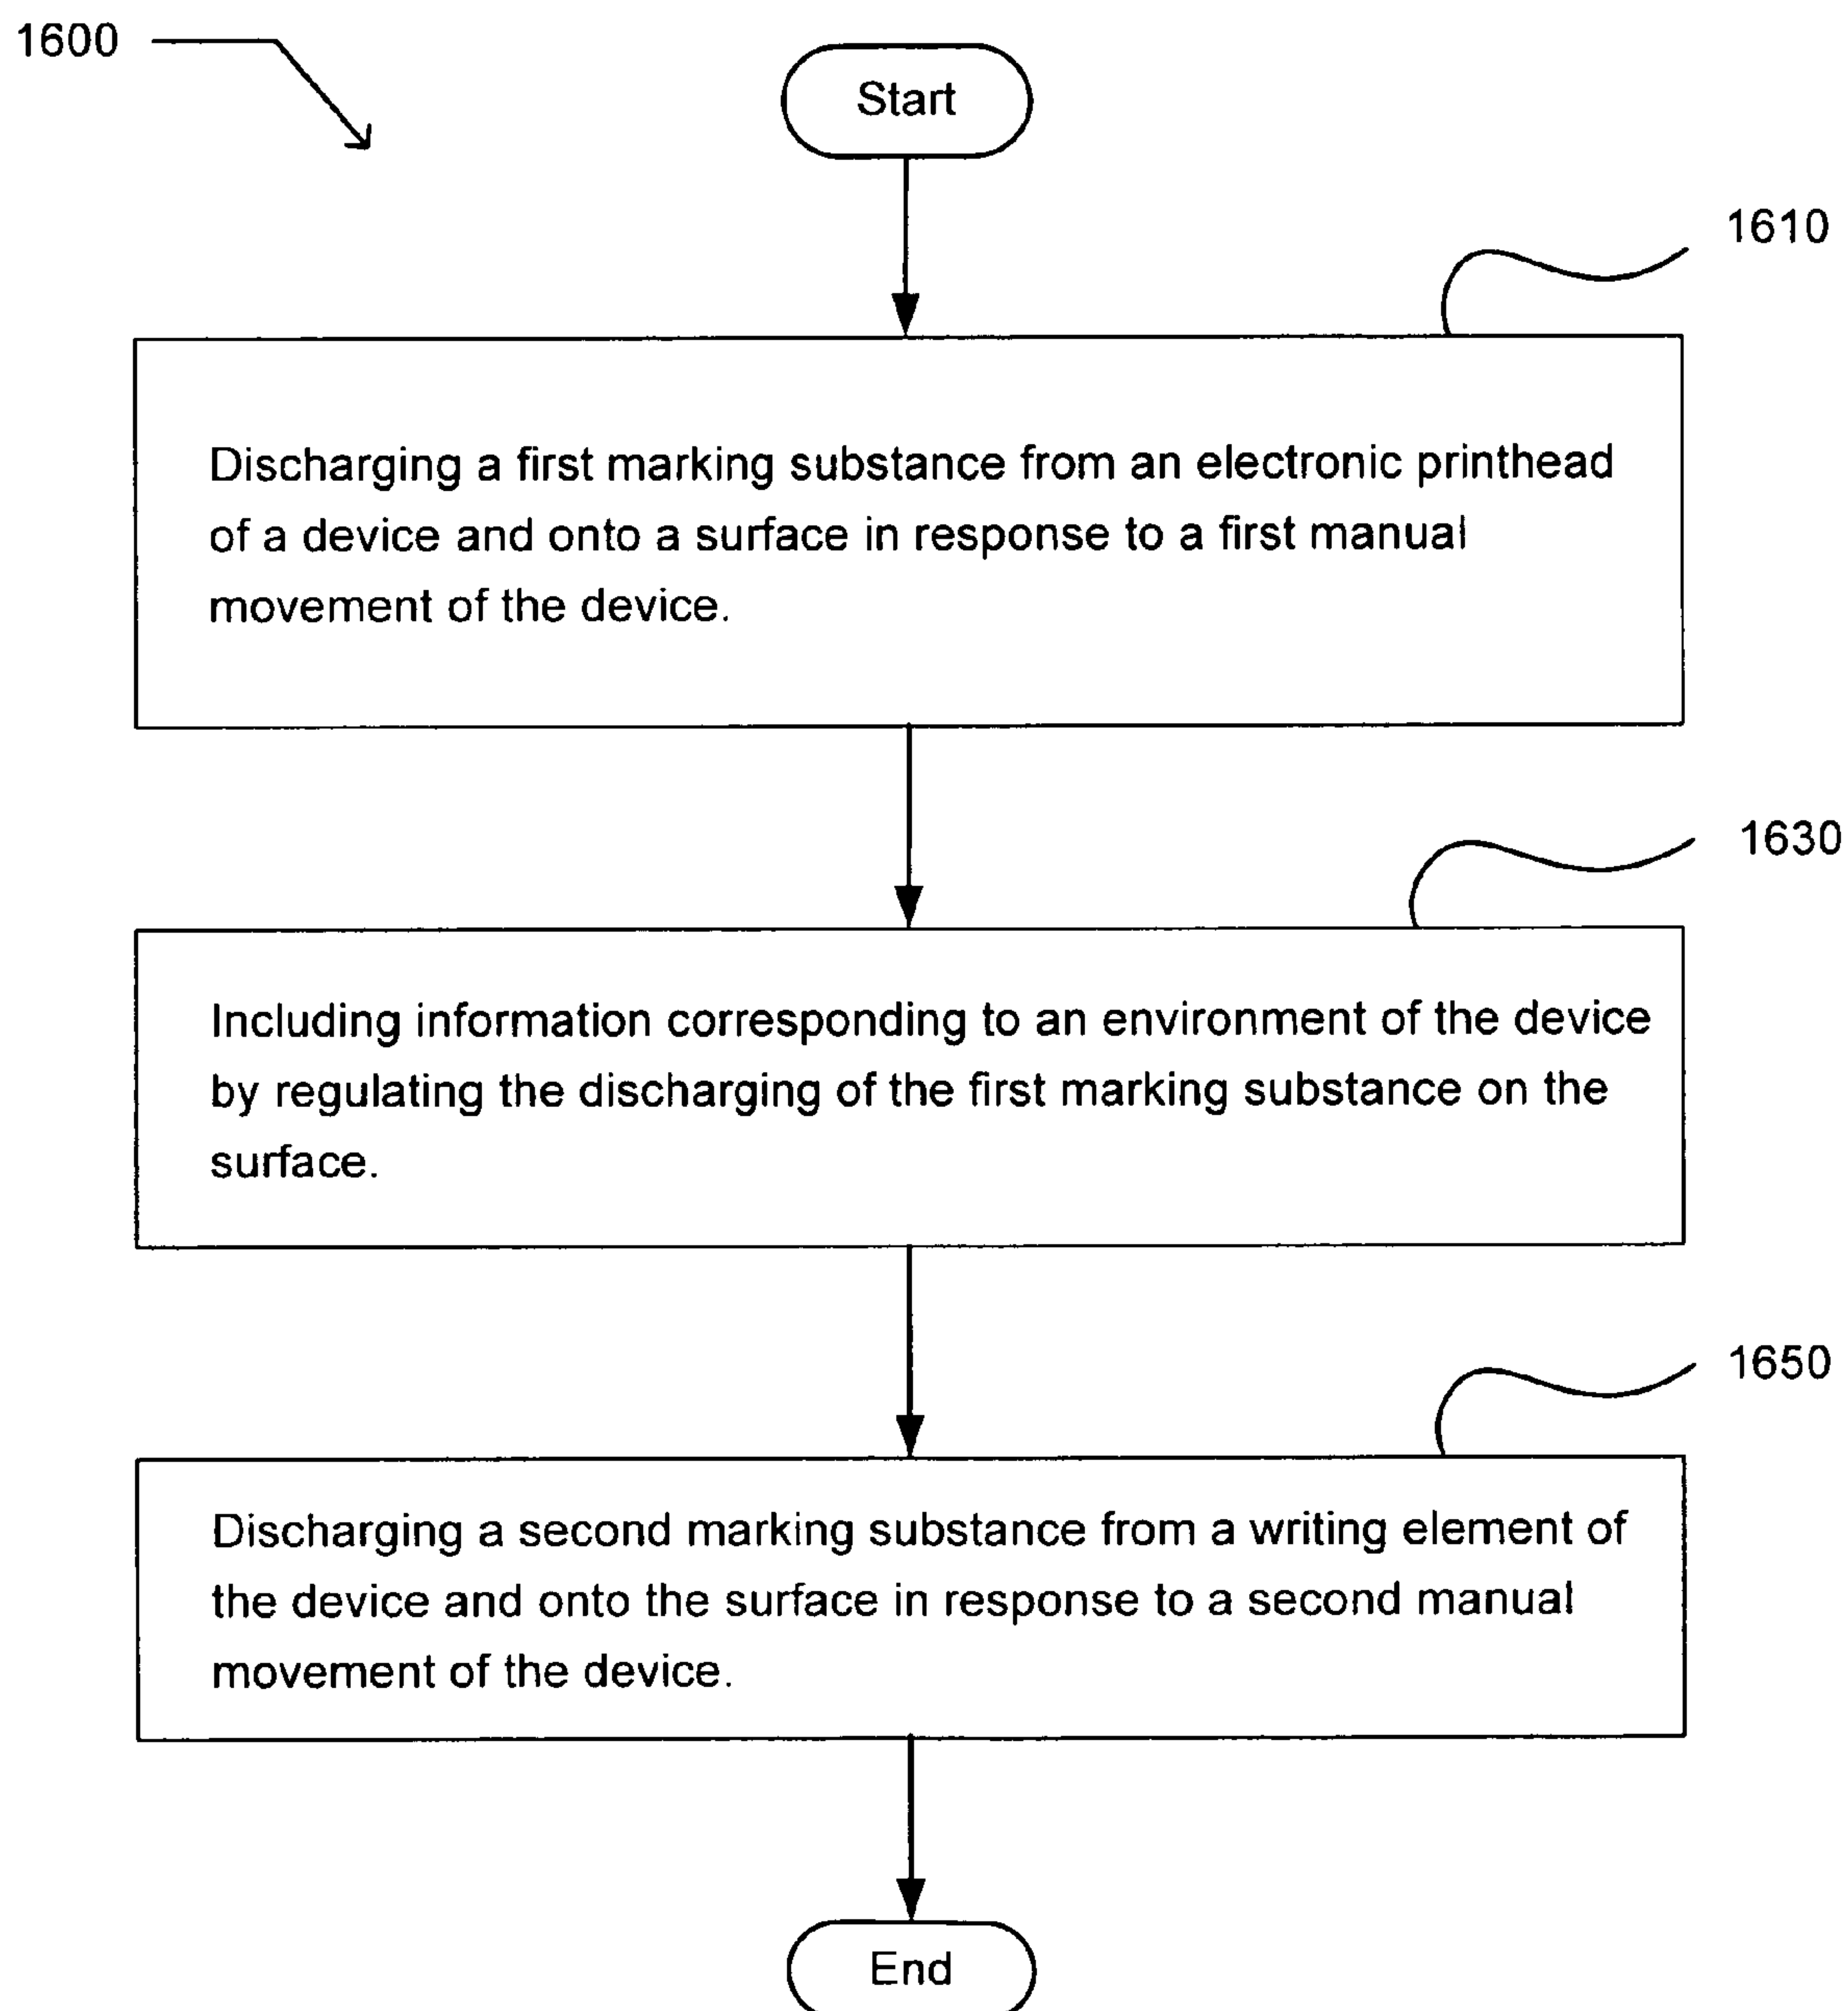 1600
Start
1610
Discharging a first marking substance from an electronic printhead
of a device and onto a surface in response to a first manual
movement of the device.
1630
Including information corresponding to an environment of the device
by regulating the discharging of the first marking substance on the
surface.
1650
Discharging a second marking substance from a writing element of
the device and onto the surface in response to a second manual
movement of the device.
End